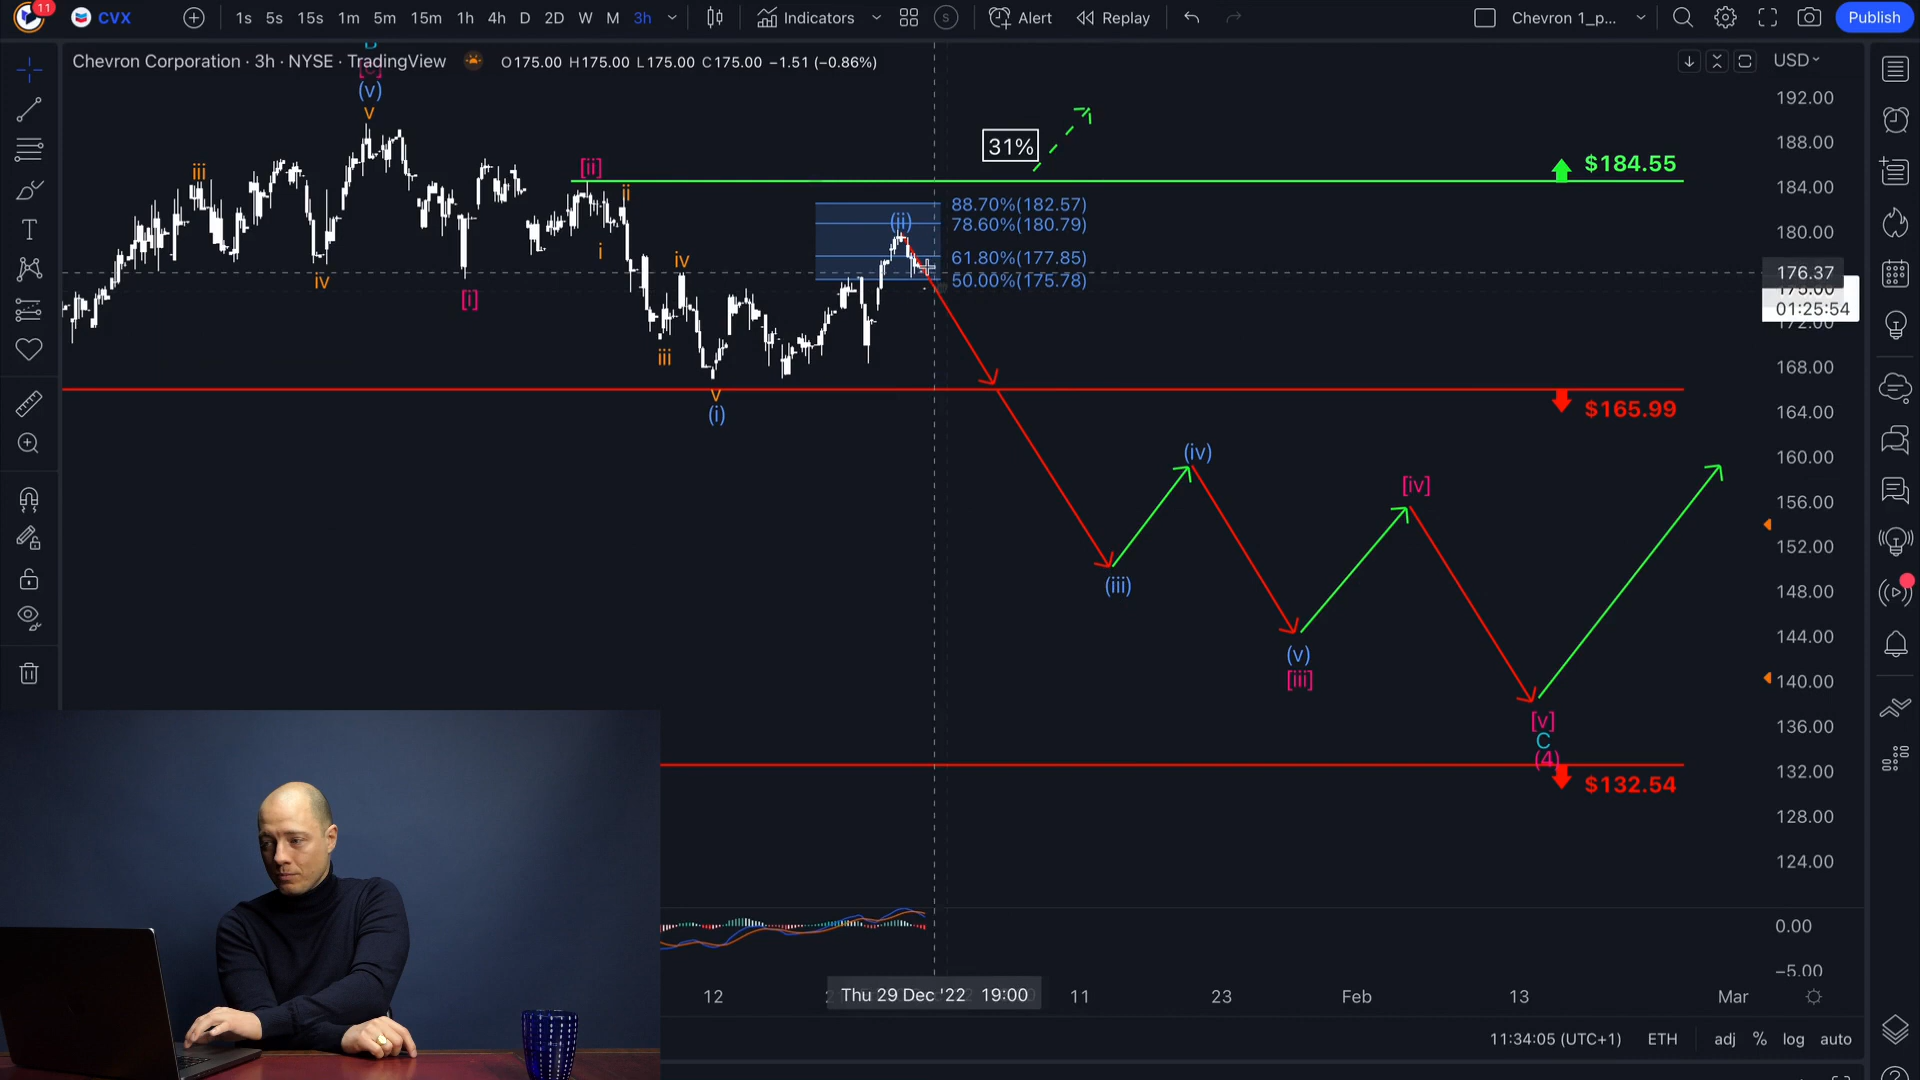 11
CVX
1s 5s 15s 1m 5m 15m 1h 4h D 2D W M 3h
Indicators
S
Alert
Replay
Chevron 1_p...
Publish
Chevron Corporation · 3h · NYSE · TradingView
O175.00 H175.00 L175.00 C175.00 −1.51 (−0.86%)
USD
(v)
v
iii
iv
[i]
[ii]
ii
i
iv
iii
v
(i)
(ii)
31%
$184.55
88.70%(182.57)
78.60%(180.79)
61.80%(177.85)
50.00%(175.78)
$165.99
(iv)
(iii)
[iv]
(v)
[iii]
[v]
C
(4)
$132.54
192.00
188.00
184.00
180.00
176.37
175.00
01:25:54
172.00
168.00
164.00
160.00
156.00
152.00
148.00
144.00
140.00
136.00
132.00
128.00
124.00
0.00
−5.00
12
Thu 29 Dec '22 19:00
11
23
Feb
13
Mar
11:34:05 (UTC+1)
ETH
adj
%
log
auto